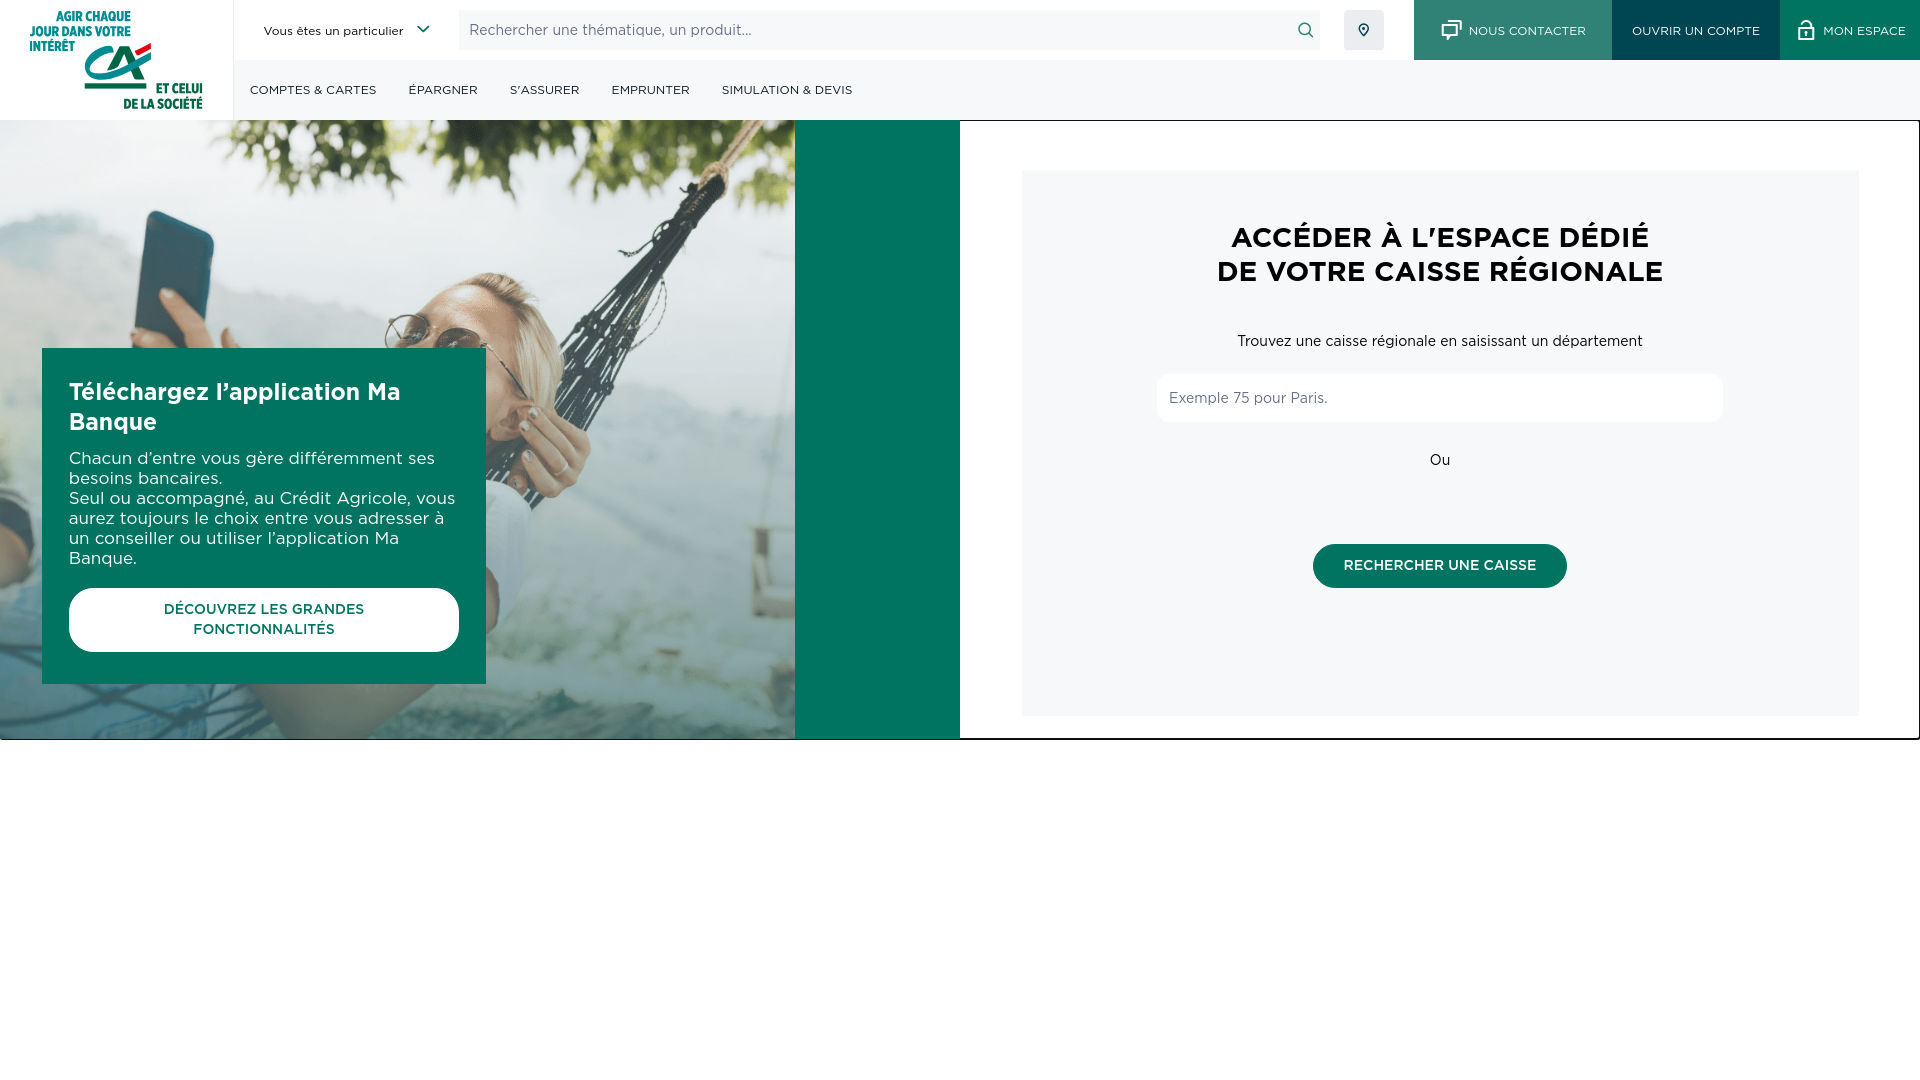 AGIR CHAQUE
JOUR DANS VOTRE
INTÉRÊT
CA
ET CELUI
DE LA SOCIÉTÉ
Vous êtes un particulier
Rechercher une thématique, un produit...
NOUS CONTACTER
OUVRIR UN COMPTE
MON ESPACE
COMPTES & CARTES
ÉPARGNER
S'ASSURER
EMPRUNTER
SIMULATION & DEVIS
Téléchargez l’application Ma
Banque
Chacun d’entre vous gère différemment ses
besoins bancaires.
Seul ou accompagné, au Crédit Agricole, vous
aurez toujours le choix entre vous adresser à
un conseiller ou utiliser l’application Ma
Banque.
DÉCOUVREZ LES GRANDES
FONCTIONNALITÉS
ACCÉDER À L'ESPACE DÉDIÉ
DE VOTRE CAISSE RÉGIONALE
Trouvez une caisse régionale en saisissant un département
Exemple 75 pour Paris.
Ou
RECHERCHER UNE CAISSE